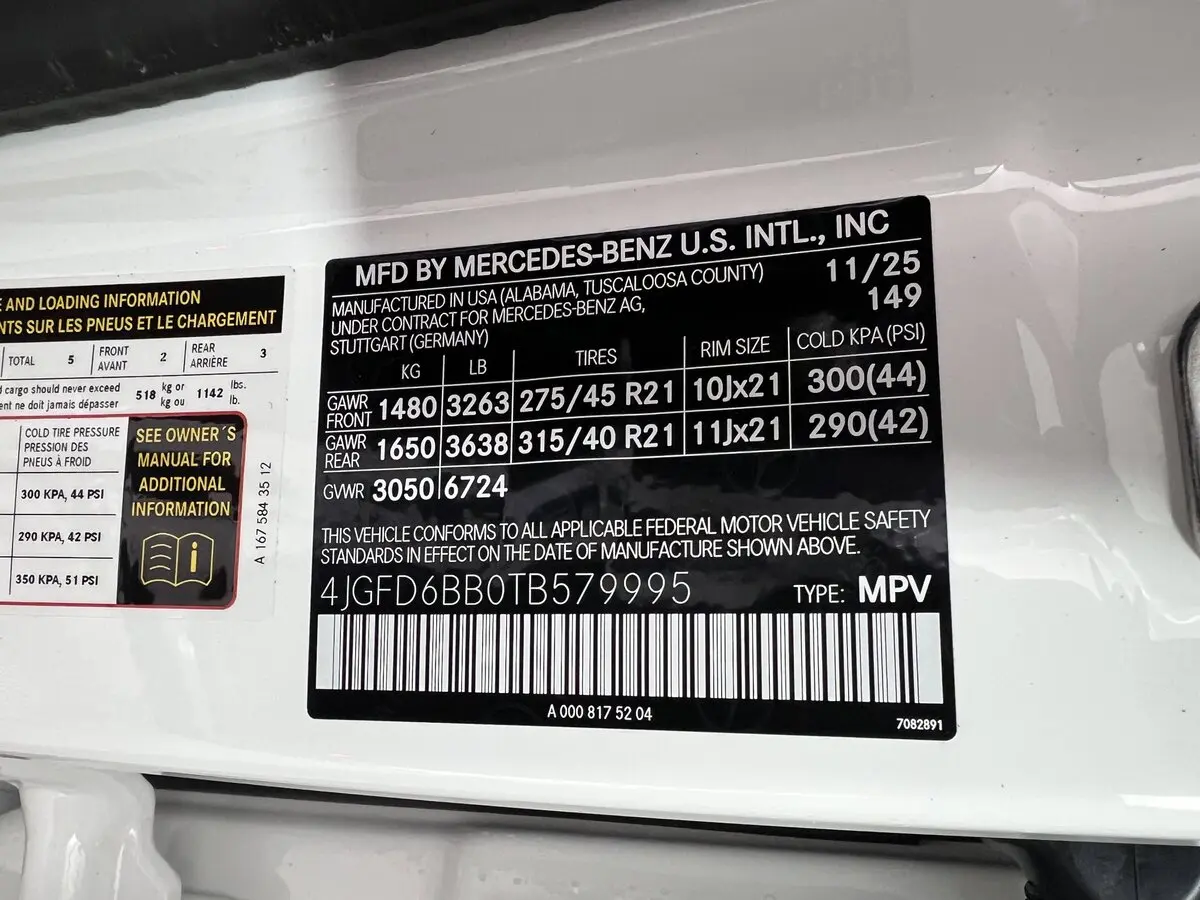 E AND LOADING INFORMATION
NTS SUR LES PNEUS ET LE CHARGEMENT
TOTAL 5 FRONT AVANT 2 REAR ARRIÈRE 3
cargo should never exceed 518 kg or 1142 lbs.
ne doit jamais dépasser kg ou lb.
COLD TIRE PRESSURE
PRESSION DES
PNEUS À FROID
300 KPA, 44 PSI
290 KPA, 42 PSI
350 KPA, 51 PSI
SEE OWNER´S
MANUAL FOR
ADDITIONAL
INFORMATION
i
A 167 584 35 12
MFD BY MERCEDES-BENZ U.S. INTL., INC
MANUFACTURED IN USA (ALABAMA, TUSCALOOSA COUNTY) 11/25
UNDER CONTRACT FOR MERCEDES-BENZ AG, 149
STUTTGART (GERMANY)
KG LB TIRES RIM SIZE COLD KPA (PSI)
GAWR FRONT 1480 3263 275/45 R21 10Jx21 300(44)
GAWR REAR 1650 3638 315/40 R21 11Jx21 290(42)
GVWR 3050 6724
THIS VEHICLE CONFORMS TO ALL APPLICABLE FEDERAL MOTOR VEHICLE SAFETY
STANDARDS IN EFFECT ON THE DATE OF MANUFACTURE SHOWN ABOVE.
4JGFD6BB0TB579995 TYPE: MPV
A 000 817 52 04
7082891